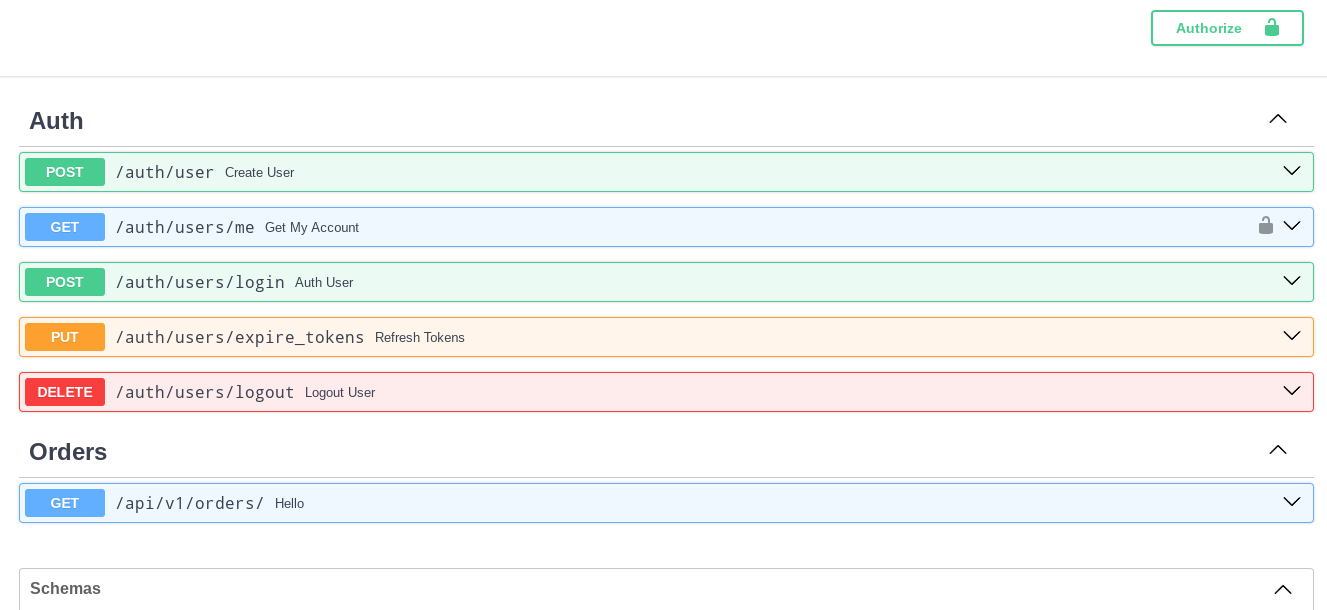 Authorize
Auth
POST /auth/user Create User
GET /auth/users/me Get My Account
POST /auth/users/login Auth User
PUT /auth/users/expire_tokens Refresh Tokens
DELETE /auth/users/logout Logout User
Orders
GET /api/v1/orders/ Hello
Schemas